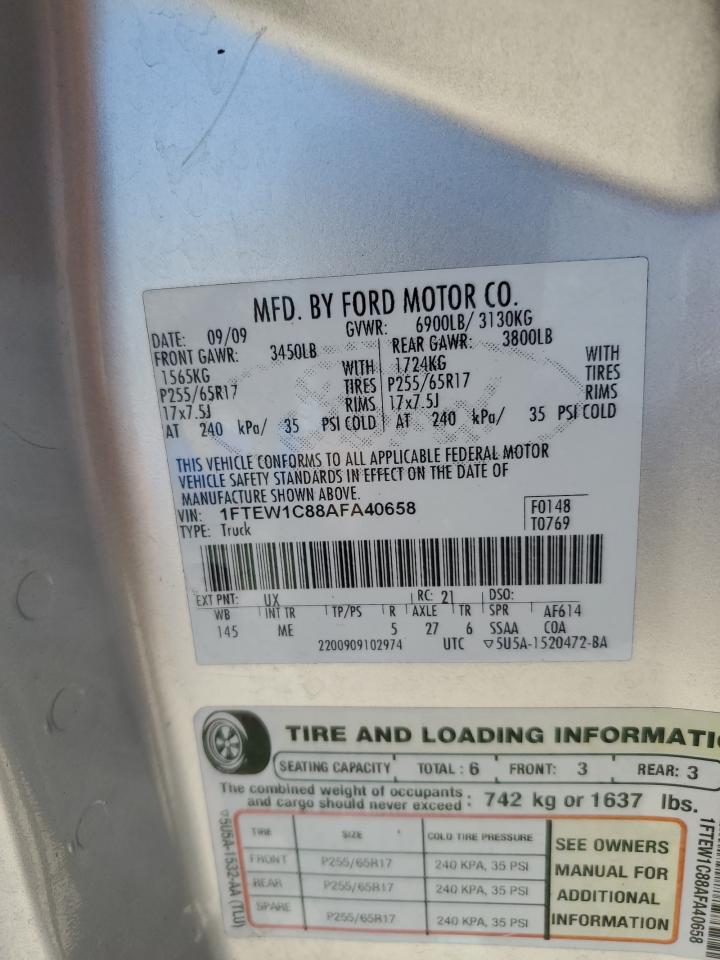 MFD. BY FORD MOTOR CO.
DATE: 09/09 GVWR: 6900LB/ 3130KG
FRONT GAWR: 3450LB REAR GAWR: 3800LB
1565KG WITH 1724KG WITH
P255/65R17 TIRES P255/65R17 TIRES
17x7.5J RIMS 17x7.5J RIMS
AT 240 kPa/ 35 PSI COLD AT 240 kPa/ 35 PSI COLD
THIS VEHICLE CONFORMS TO ALL APPLICABLE FEDERAL MOTOR
VEHICLE SAFETY STANDARDS IN EFFECT ON THE DATE OF
MANUFACTURE SHOWN ABOVE.
VIN: 1FTEW1C88AFA40658 F0148
TYPE: Truck T0769
EXT PNT: UX RC: 21 DSO:
WB INT TR TP/PS R AXLE TR SPR AF614
145 ME 5 27 6 SSAA COA
2200909102974 UTC ▽5U5A-1520472-BA
TIRE AND LOADING INFORMATI
SEATING CAPACITY TOTAL : 6 FRONT: 3 REAR: 3
The combined weight of occupants
and cargo should never exceed : 742 kg or 1637 lbs.
TIRE SIZE COLD TIRE PRESSURE
FRONT P255/65R17 240 KPA, 35 PSI
REAR P255/65R17 240 KPA, 35 PSI
SPARE P255/65R17 240 KPA, 35 PSI
SEE OWNERS
MANUAL FOR
ADDITIONAL
INFORMATION
▽5U5A-1532-AA (TLU)
1FTEW1C88AFA40658